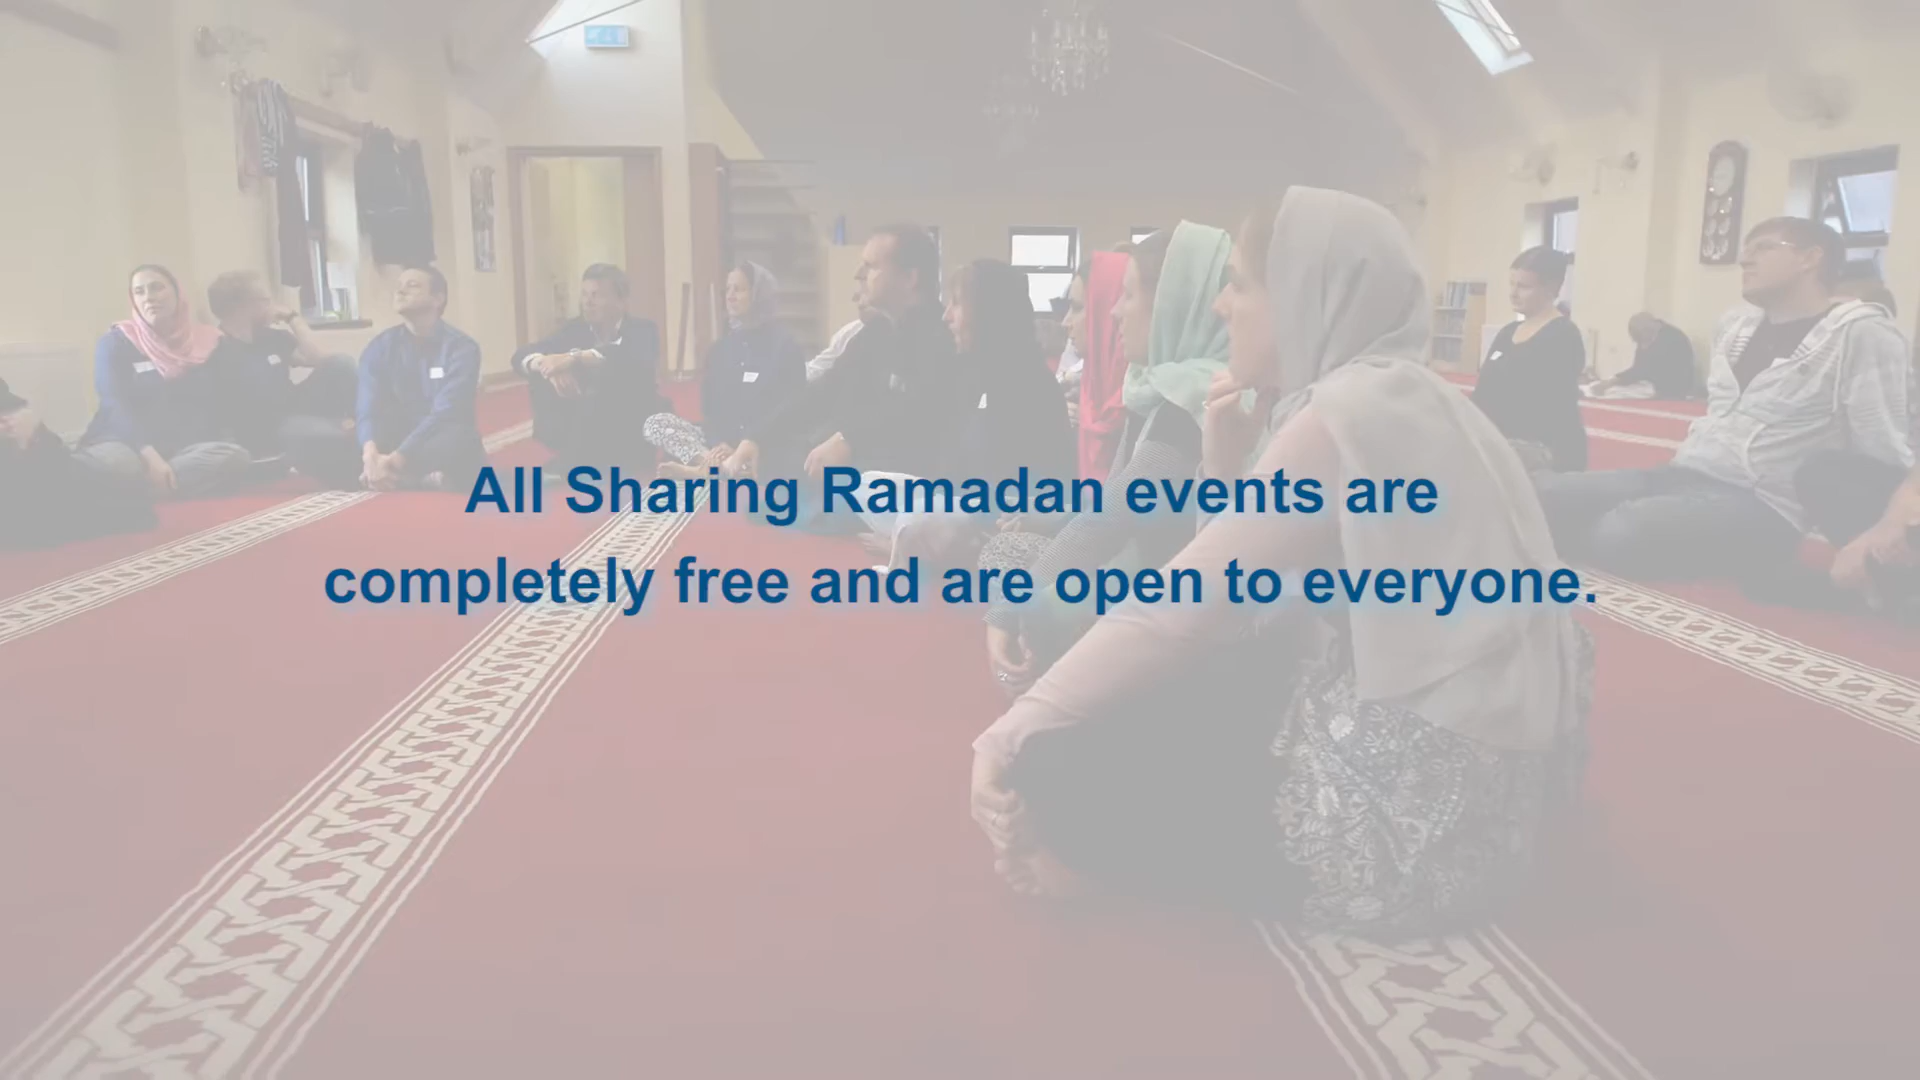 All Sharing Ramadan events are
completely free and are open to everyone.